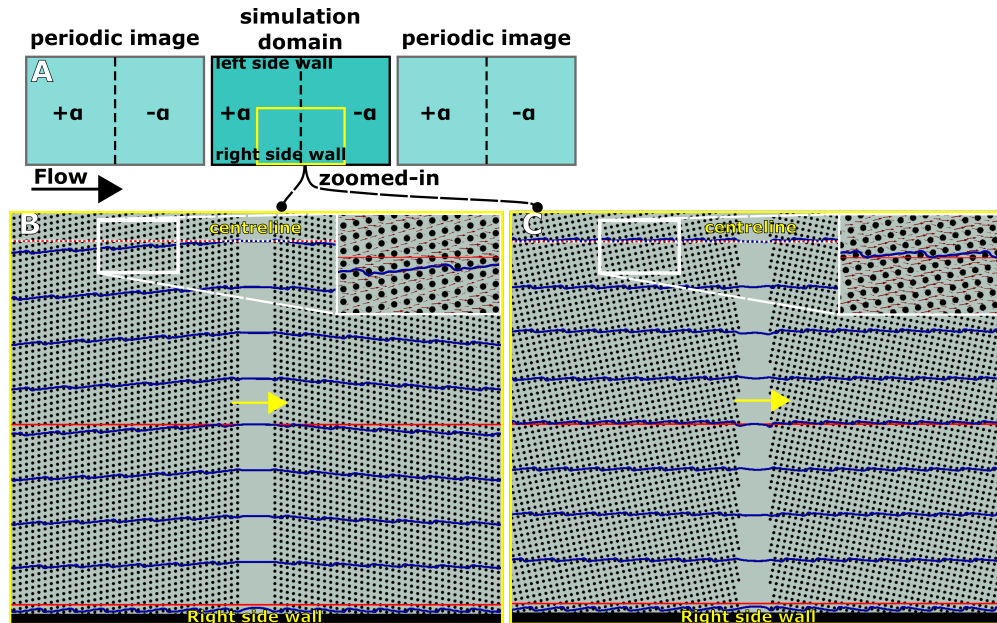 simulation
domain
periodic image
periodic image
A
left side wall
+α
-α
+α
-α
+α
-α
right side wall
Flow
zoomed-in
B
centreline
C
centreline
Right side wall
Right side wall